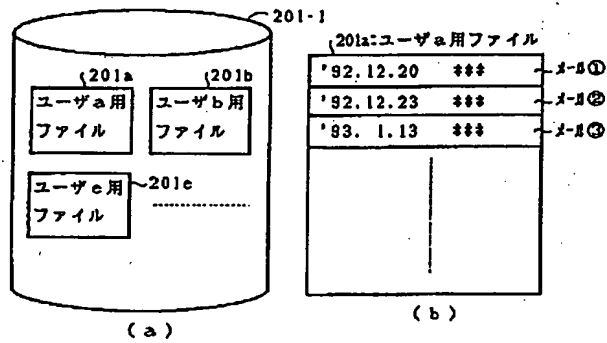 201-1
201a
ユーザa用
ファイル
201b
ユーザb用
ファイル
ユーザe用
ファイル
201e
(a)
201a:ユーザa用ファイル
'92.12.20 ***
メール①
'92.12.23 ***
メール②
'93. 1.13 ***
メール③
(b)